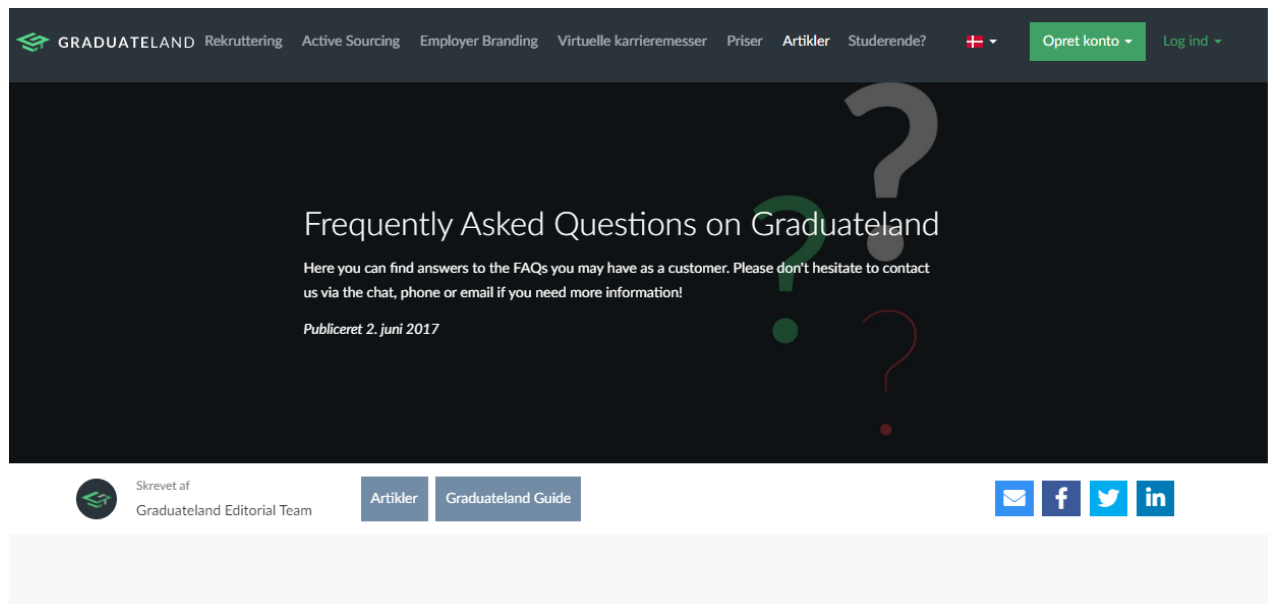 GRADUATELAND Rekruttering Active Sourcing Employer Branding Virtuelle karrieremesser Priser Artikler Studerende? Opret konto Log ind
Frequently Asked Questions on Graduateland
Here you can find answers to the FAQs you may have as a customer. Please don't hesitate to contact
us via the chat, phone or email if you need more information!
Publiceret 2. juni 2017
Skrevet af
Graduateland Editorial Team
Artikler Graduateland Guide